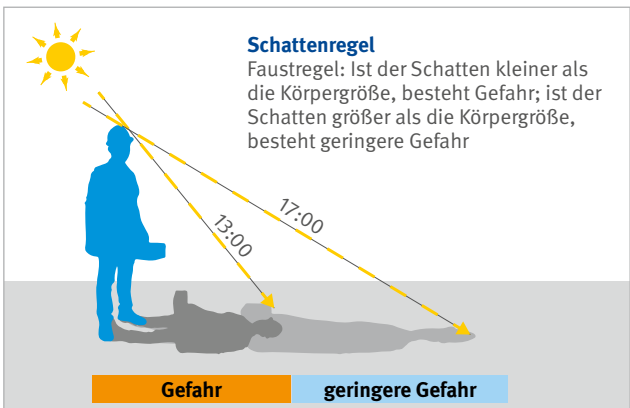 Schattenregel
Faustregel: Ist der Schatten kleiner als
die Körpergröße, besteht Gefahr; ist der
Schatten größer als die Körpergröße,
besteht geringere Gefahr
13:00
17:00
Gefahr
geringere Gefahr